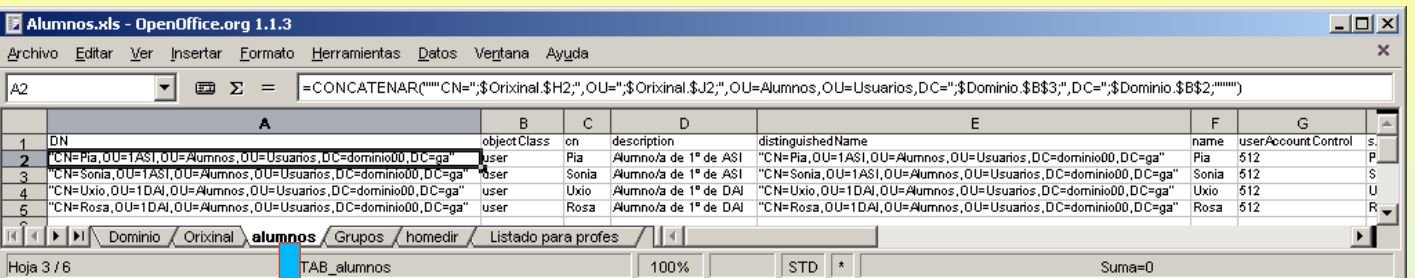 Alumnos.xls - OpenOffice.org 1.1.3
Archivo Editar Ver Insertar Formato Herramientas Datos Ventana Ayuda
A2 Σ = =CONCATENAR("""CN=";$Orixinal.$H2;",OU=";$Orixinal.$J2;",OU=Alumnos,OU=Usuarios,DC=";$Dominio.$B$3;",DC=";$Dominio.$B$2;"""")
A B C D E F G
1 DN objectClass cn description distinguishedName name userAccountControl s
2 "CN=Pia,OU=1ASI,OU=Alumnos,OU=Usuarios,DC=dominio00,DC=ga" user Pia Alumno/a de 1º de ASI "CN=Pia,OU=1ASI,OU=Alumnos,OU=Usuarios,DC=dominio00,DC=ga" Pia 512 P
3 "CN=Sonia,OU=1ASI,OU=Alumnos,OU=Usuarios,DC=dominio00,DC=ga" user Sonia Alumno/a de 1º de ASI "CN=Sonia,OU=1ASI,OU=Alumnos,OU=Usuarios,DC=dominio00,DC=ga" Sonia 512 S
4 "CN=Uxio,OU=1DAI,OU=Alumnos,OU=Usuarios,DC=dominio00,DC=ga" user Uxio Alumno/a de 1º de DAI "CN=Uxio,OU=1DAI,OU=Alumnos,OU=Usuarios,DC=dominio00,DC=ga" Uxio 512 U
5 "CN=Rosa,OU=1DAI,OU=Alumnos,OU=Usuarios,DC=dominio00,DC=ga" user Rosa Alumno/a de 1º de DAI "CN=Rosa,OU=1DAI,OU=Alumnos,OU=Usuarios,DC=dominio00,DC=ga" Rosa 512 R
Dominio Orixinal alumnos Grupos homedir Listado para profes
Hoja 3 / 6 TAB_alumnos 100% STD * Suma=0